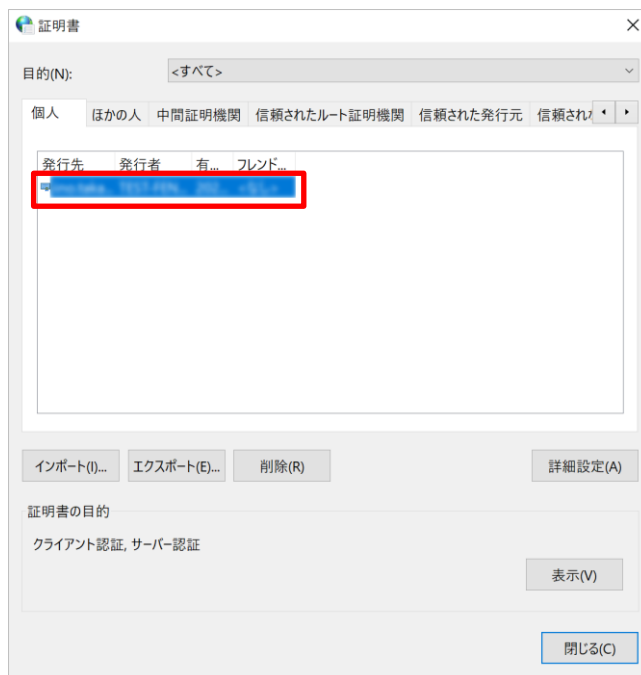 証明書
目的(N): <すべて>
個人 ほかの人 中間証明機関 信頼されたルート証明機関 信頼された発行元 信頼され
発行先 発行者 有... フレンド...
インポート(I)... エクスポート(E)... 削除(R) 詳細設定(A)
証明書の目的
クライアント認証, サーバー認証
表示(V)
閉じる(C)